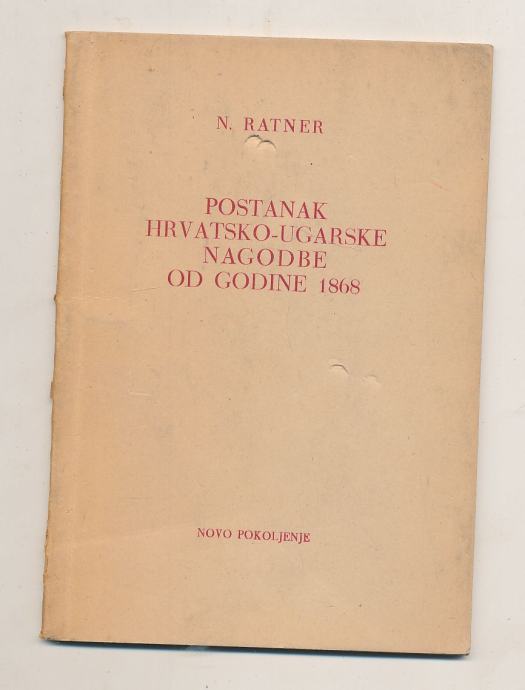 N. RATNER
POSTANAK
HRVATSKO-UGARSKE
NAGODBE
OD GODINE 1868
NOVO POKOLJENJE